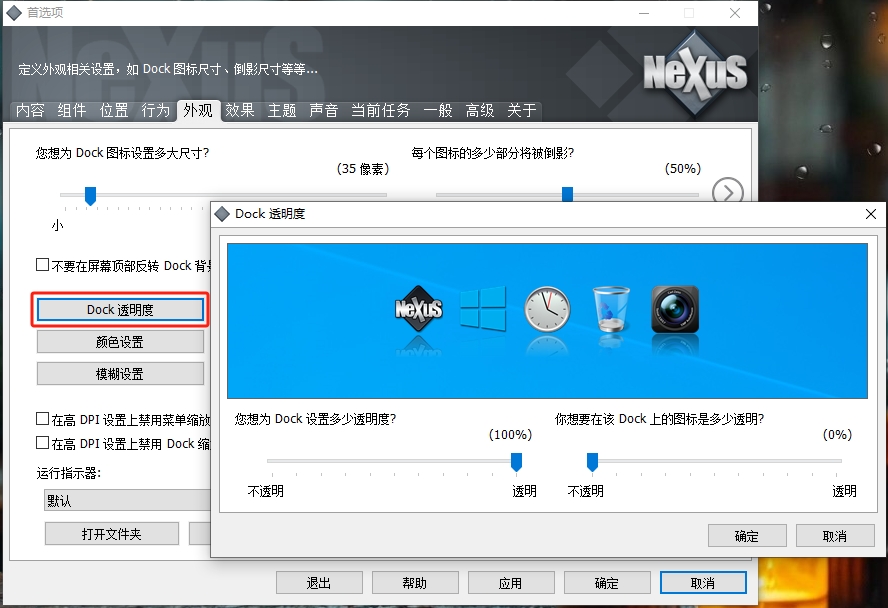 首选项
定义外观相关设置，如 Dock 图标尺寸、倒影尺寸等等...
NeXuS
内容 组件 位置 行为 外观 效果 主题 声音 当前任务 一般 高级 关于
您想为 Dock 图标设置多大尺寸?
每个图标的多少部分将被倒影?
(35 像素)
(50%)
小
Dock 透明度
不要在屏幕顶部反转 Dock 背
NeXuS
Dock 透明度
颜色设置
模糊设置
您想为 Dock 设置多少透明度?
你想要在该 Dock 上的图标是多少透明?
(100%)
(0%)
不透明
透明
不透明
透明
在高 DPI 设置上禁用菜单缩放
在高 DPI 设置上禁用 Dock 缩
运行指示器:
默认
打开文件夹
确定
取消
退出
帮助
应用
确定
取消